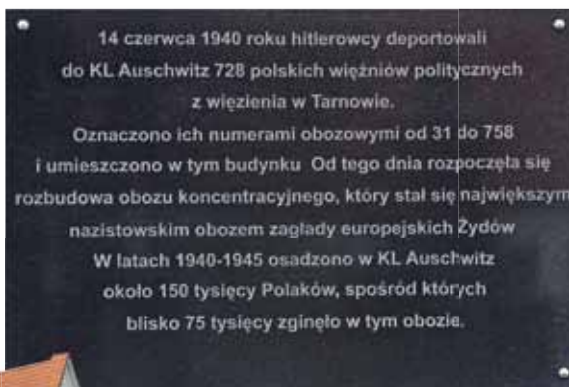 14 czerwca 1940 roku hitlerowcy deportowali
do KL Auschwitz 728 polskich więźniów politycznych
z więzienia w Tarnowie.
Oznaczono ich numerami obozowymi od 31 do 758
i umieszczono w tym budynku Od tego dnia rozpoczęła się
rozbudowa obozu koncentracyjnego, który stał się największym
nazistowskim obozem zagłady europejskich Żydów
W latach 1940-1945 osadzono w KL Auschwitz
około 150 tysięcy Polaków, spośród których
blisko 75 tysięcy zginęło w tym obozie.